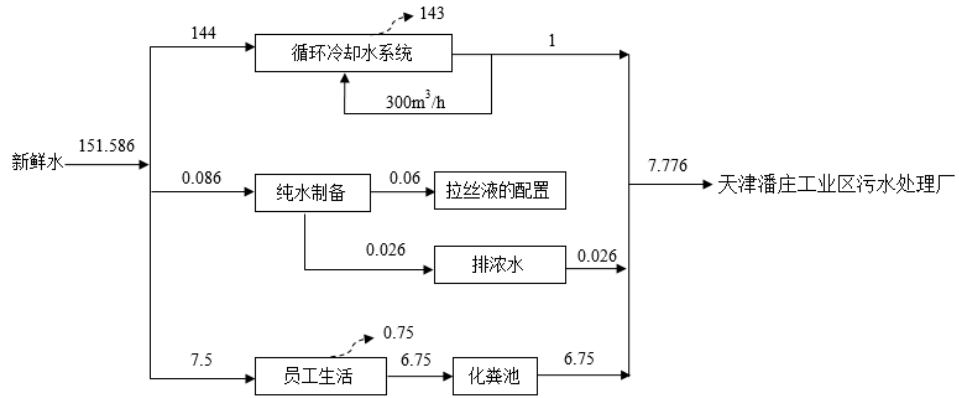 143
144
循环冷却水系统
1
300m³/h
151.586
新鲜水
0.086
纯水制备
0.06
拉丝液的配置
7.776
天津潘庄工业区污水处理厂
0.026
排浓水
0.026
0.75
7.5
员工生活
6.75
化粪池
6.75